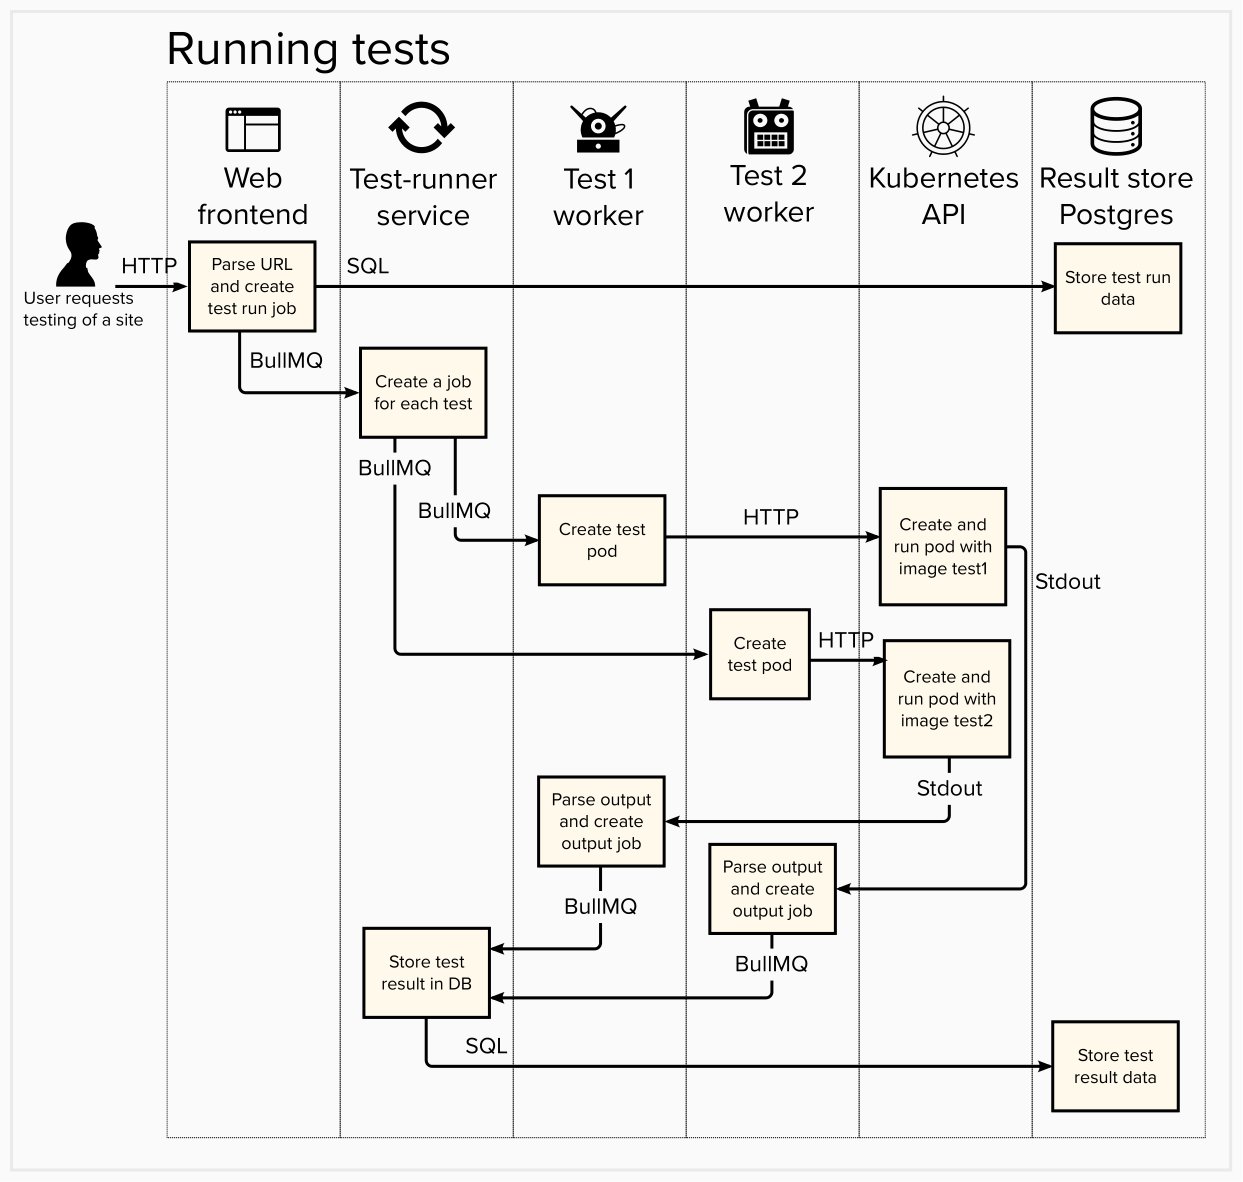 Running tests
Web
frontend
Test-runner
service
Test 1
worker
Test 2
worker
Kubernetes
API
Result store
Postgres
HTTP
User requests
testing of a site
Parse URL
and create
test run job
SQL
Store test run
data
BullMQ
Create a job
for each test
BullMQ
BullMQ
Create test
pod
HTTP
Create and
run pod with
image test1
Stdout
Create
test pod
HTTP
Create and
run pod with
image test2
Stdout
Parse output
and create
output job
Parse output
and create
output job
BullMQ
BullMQ
Store test
result in DB
SQL
Store test
result data